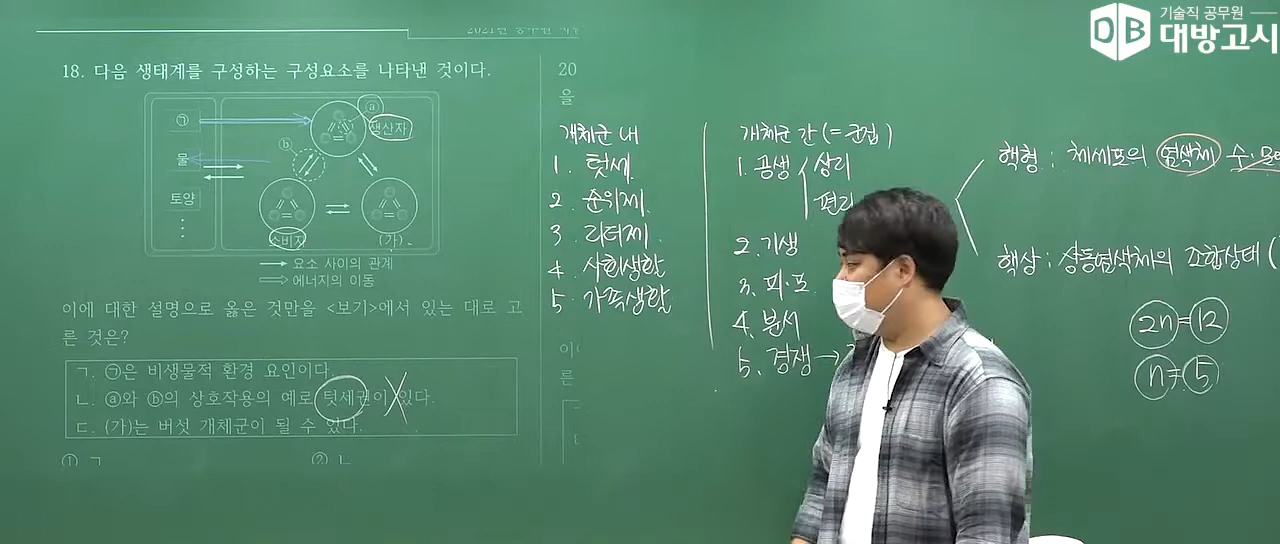 기술직 공무원
DB 대방고시
18. 다음 생태계를 구성하는 구성요소를 나타낸 것이다.
㉠
물
토양
ⓐ
ⓑ
생산자
소비자
(가)
요소 사이의 관계
에너지의 이동
이에 대한 설명으로 옳은 것만을 <보기>에서 있는 대로 고
른 것은?
ㄱ. ㉠은 비생물적 환경 요인이다.
ㄴ. ⓐ와 ⓑ의 상호작용의 예로 텃세권이 있다.
ㄷ. (가)는 버섯 개체군이 될 수 있다.
① ㄱ
② ㄴ
20
을
른
개체군 내
1. 텃세
2. 순위제
3. 리더제
4. 사회생활
5. 가족생활
개체군 간 (= 군집)
1. 공생
상리
편리
2. 기생
3. 피·포
4. 분서
5. 경쟁 →
핵형 : 체세포의 염색체 수·
핵상 : 상동염색체의 조합상태 (
2n = 12
n = 5